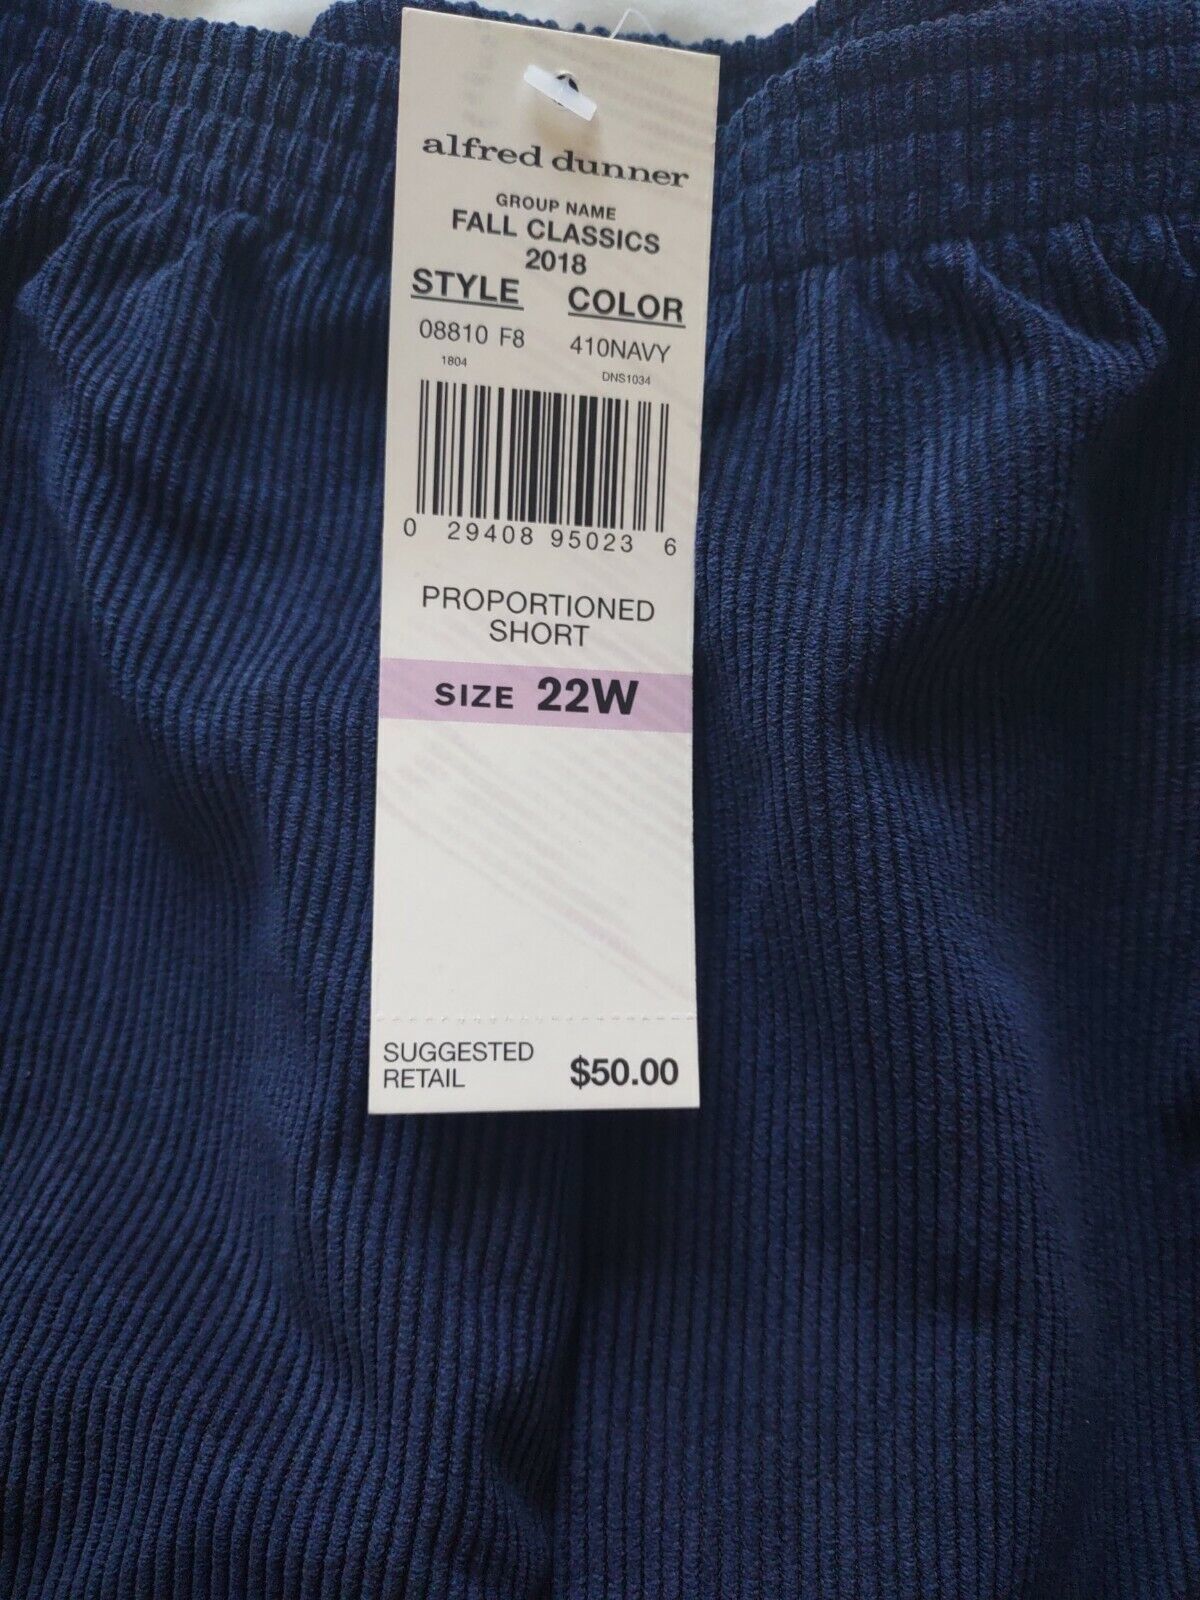 alfred dunner
GROUP NAME
FALL CLASSICS
2018
STYLE COLOR
08810 F8 410NAVY
1804 DNS1034
0 29408 95023 6
PROPORTIONED
SHORT
SIZE 22W
SUGGESTED
RETAIL $50.00